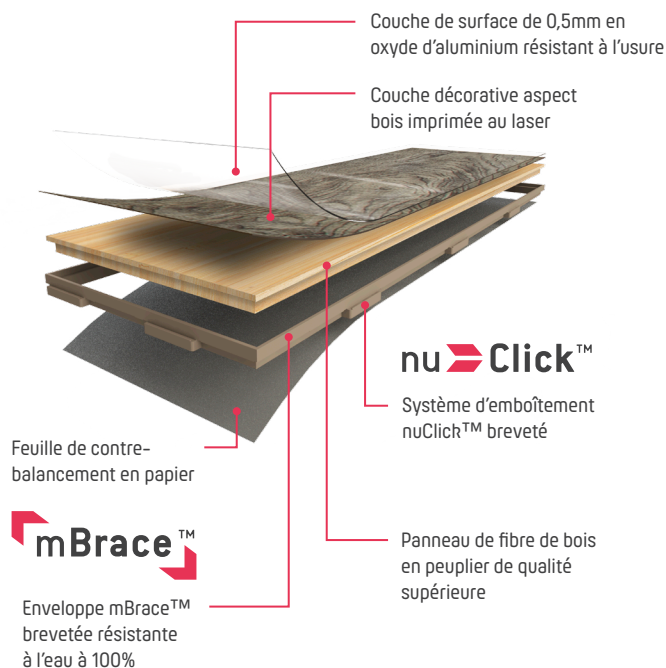 Couche de surface de 0,5mm en
oxyde d'aluminium résistant à l'usure
Couche décorative aspect
bois imprimée au laser
nu Click™
Système d'emboîtement
nuClick™ breveté
Feuille de contre-
balancement en papier
mBrace™
Panneau de fibre de bois
en peuplier de qualité
supérieure
Enveloppe mBrace™
brevetée résistante
à l'eau à 100%